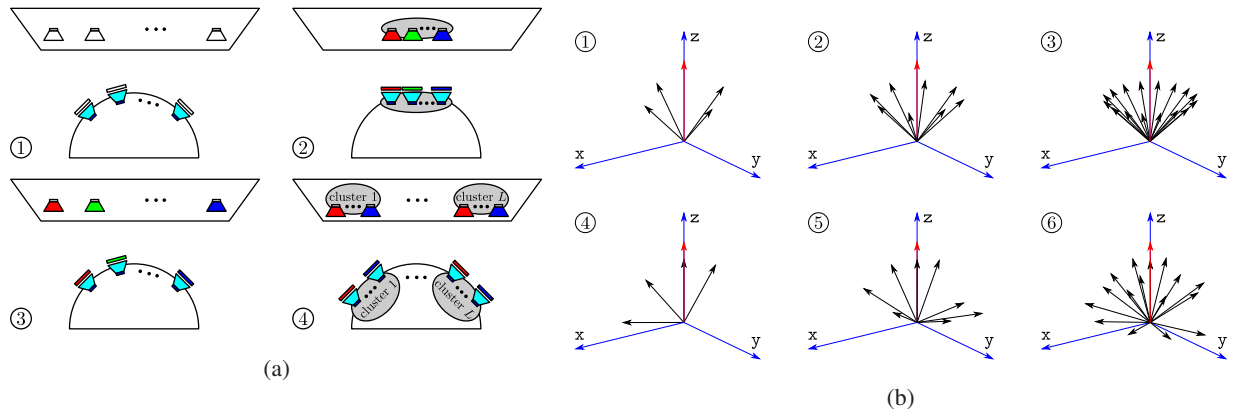 ① ②
cluster 1 cluster L
③ cluster 1 cluster L ④
(a)
① z x y
② z x y
③ z x y
④ z x y
⑤ z x y
⑥ z x y
(b)